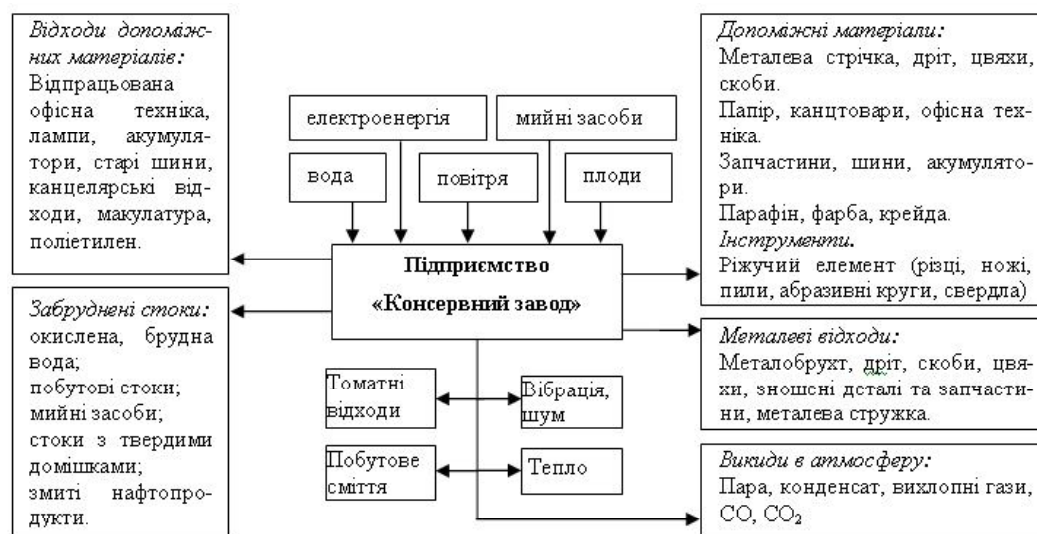 Відходи допоміж-
них матеріалів:
Відпрацьована
офісна техніка,
лампи, акумуля-
тори, старі шини,
канцелярські від-
ходи, макулатура,
поліетилен.
Забруднені стоки:
окислена, брудна
вода;
побутові стоки;
мийні засоби;
стоки з твердими
домішками;
змиті нафтопро-
дукти.
електроенергія
мийні засоби
вода
повітря
плоди
Підприємство
«Консервний завод»
Томатні
відходи
Вібрація,
шум
Побутове
сміття
Тепло
Допоміжні матеріали:
Металева стрічка, дріт, цвяхи,
скоби.
Папір, канцтовари, офісна тех-
ніка.
Запчастини, шини, акумулято-
ри.
Парафін, фарба, крейда.
Інструменти.
Ріжучий елемент (різці, ножі,
пили, абразивні круги, свердла)
Металеві відходи:
Металобрухт, дріт, скоби, цвя-
хи, зношсні дсталі та запчасти-
ни, металева стружка.
Викиди в атмосферу:
Пара, конденсат, вихлопні гази,
СО, СО₂